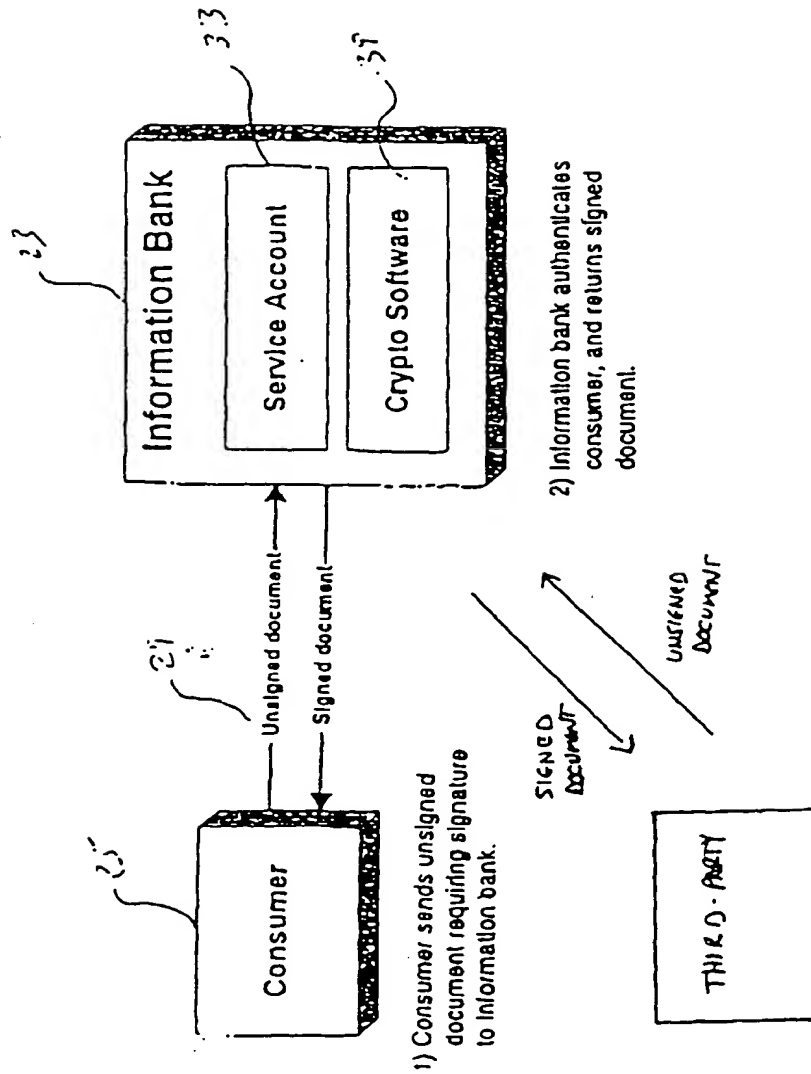 23
Information Bank
33
Service Account
Crypto Software
25
Consumer
Unsigned document
Signed document
1) Consumer sends unsigned
document requiring signature
to information bank.
2) Information bank authenticates
consumer, and returns signed
document.
SIGNED
DOCUMENT
UNSIGNED
DOCUMENT
THIRD-PARTY